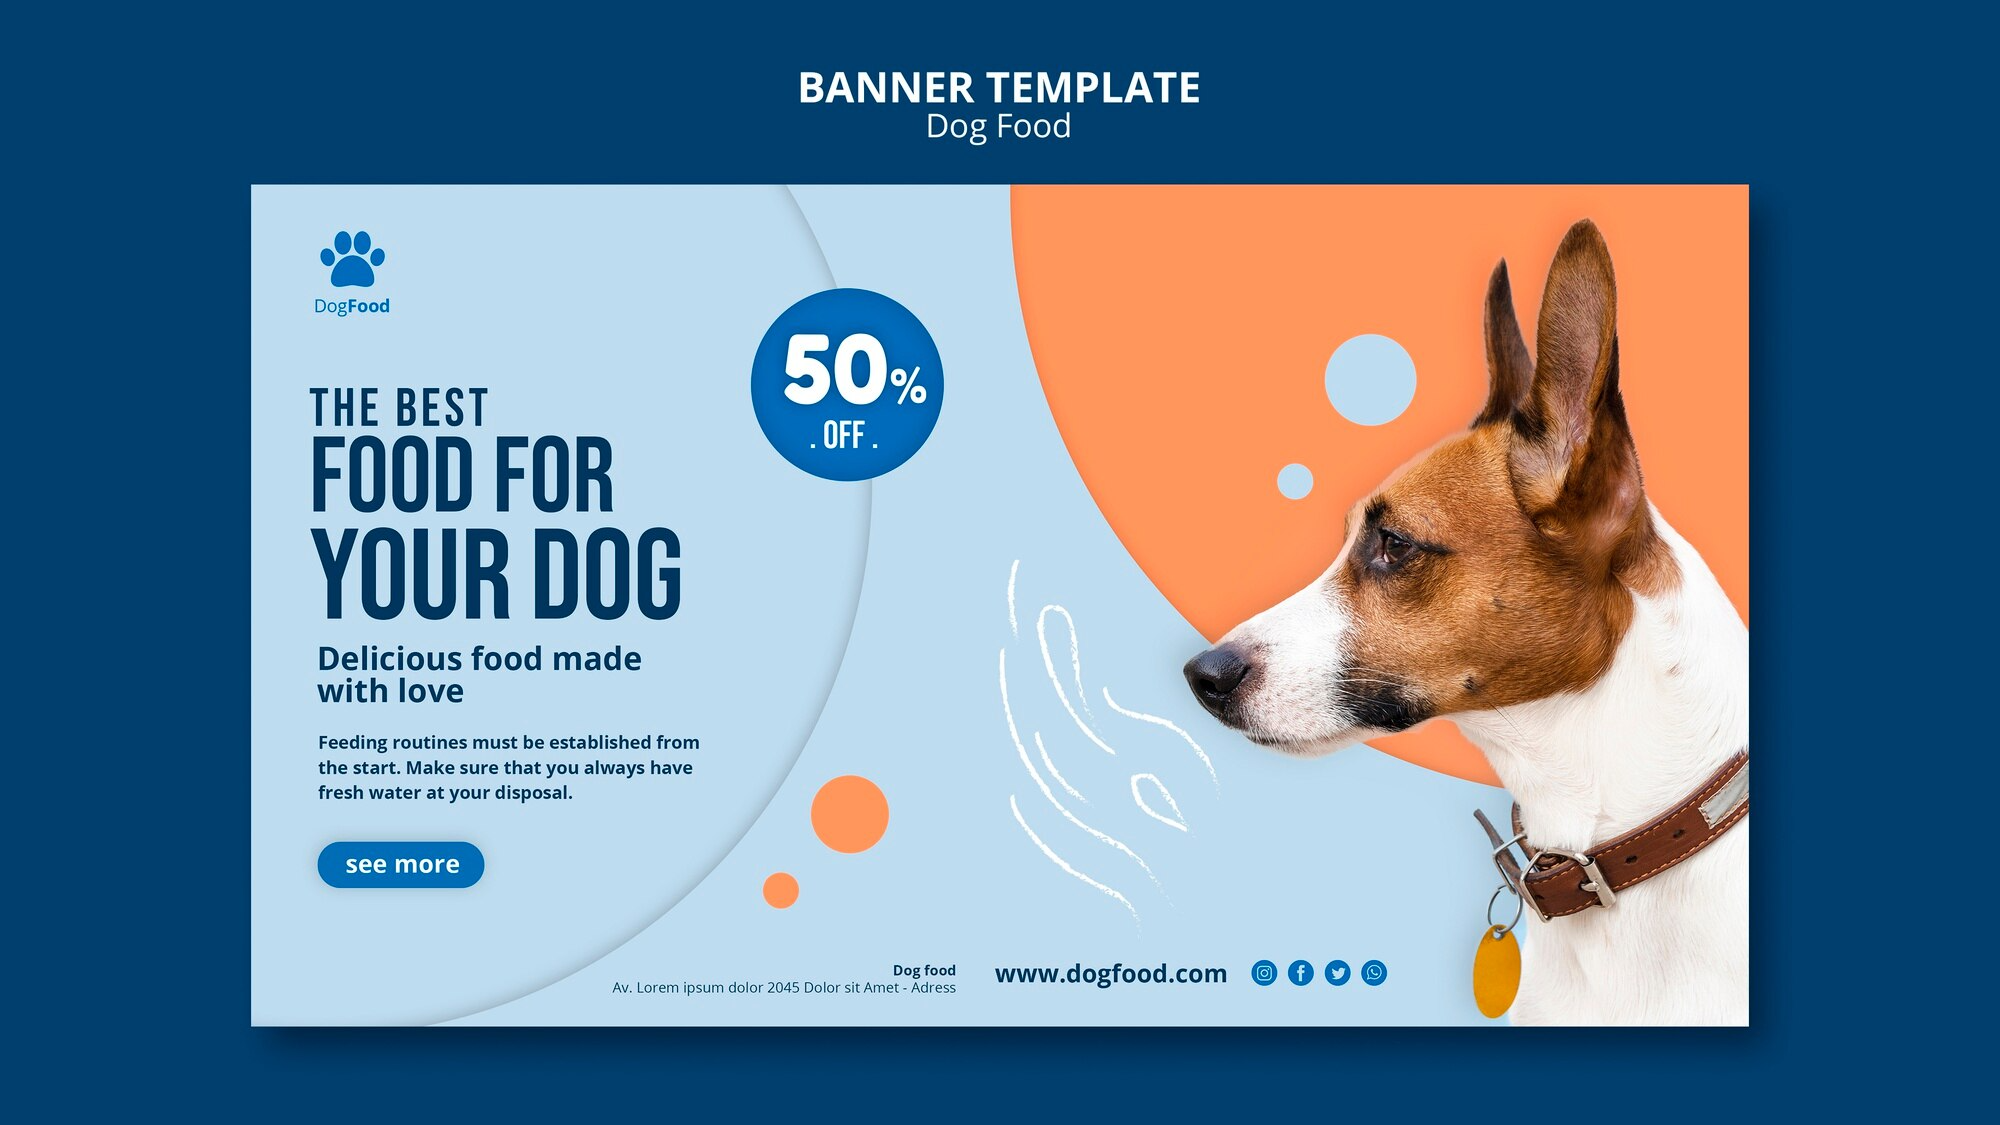 BANNER TEMPLATE
Dog Food
DogFood
THE BEST
FOOD FOR
YOUR DOG
Delicious food made
with love
Feeding routines must be established from
the start. Make sure that you always have
fresh water at your disposal.
see more
50%
. OFF .
Dog food
Av. Lorem ipsum dolor 2045 Dolor sit Amet - Adress
www.dogfood.com